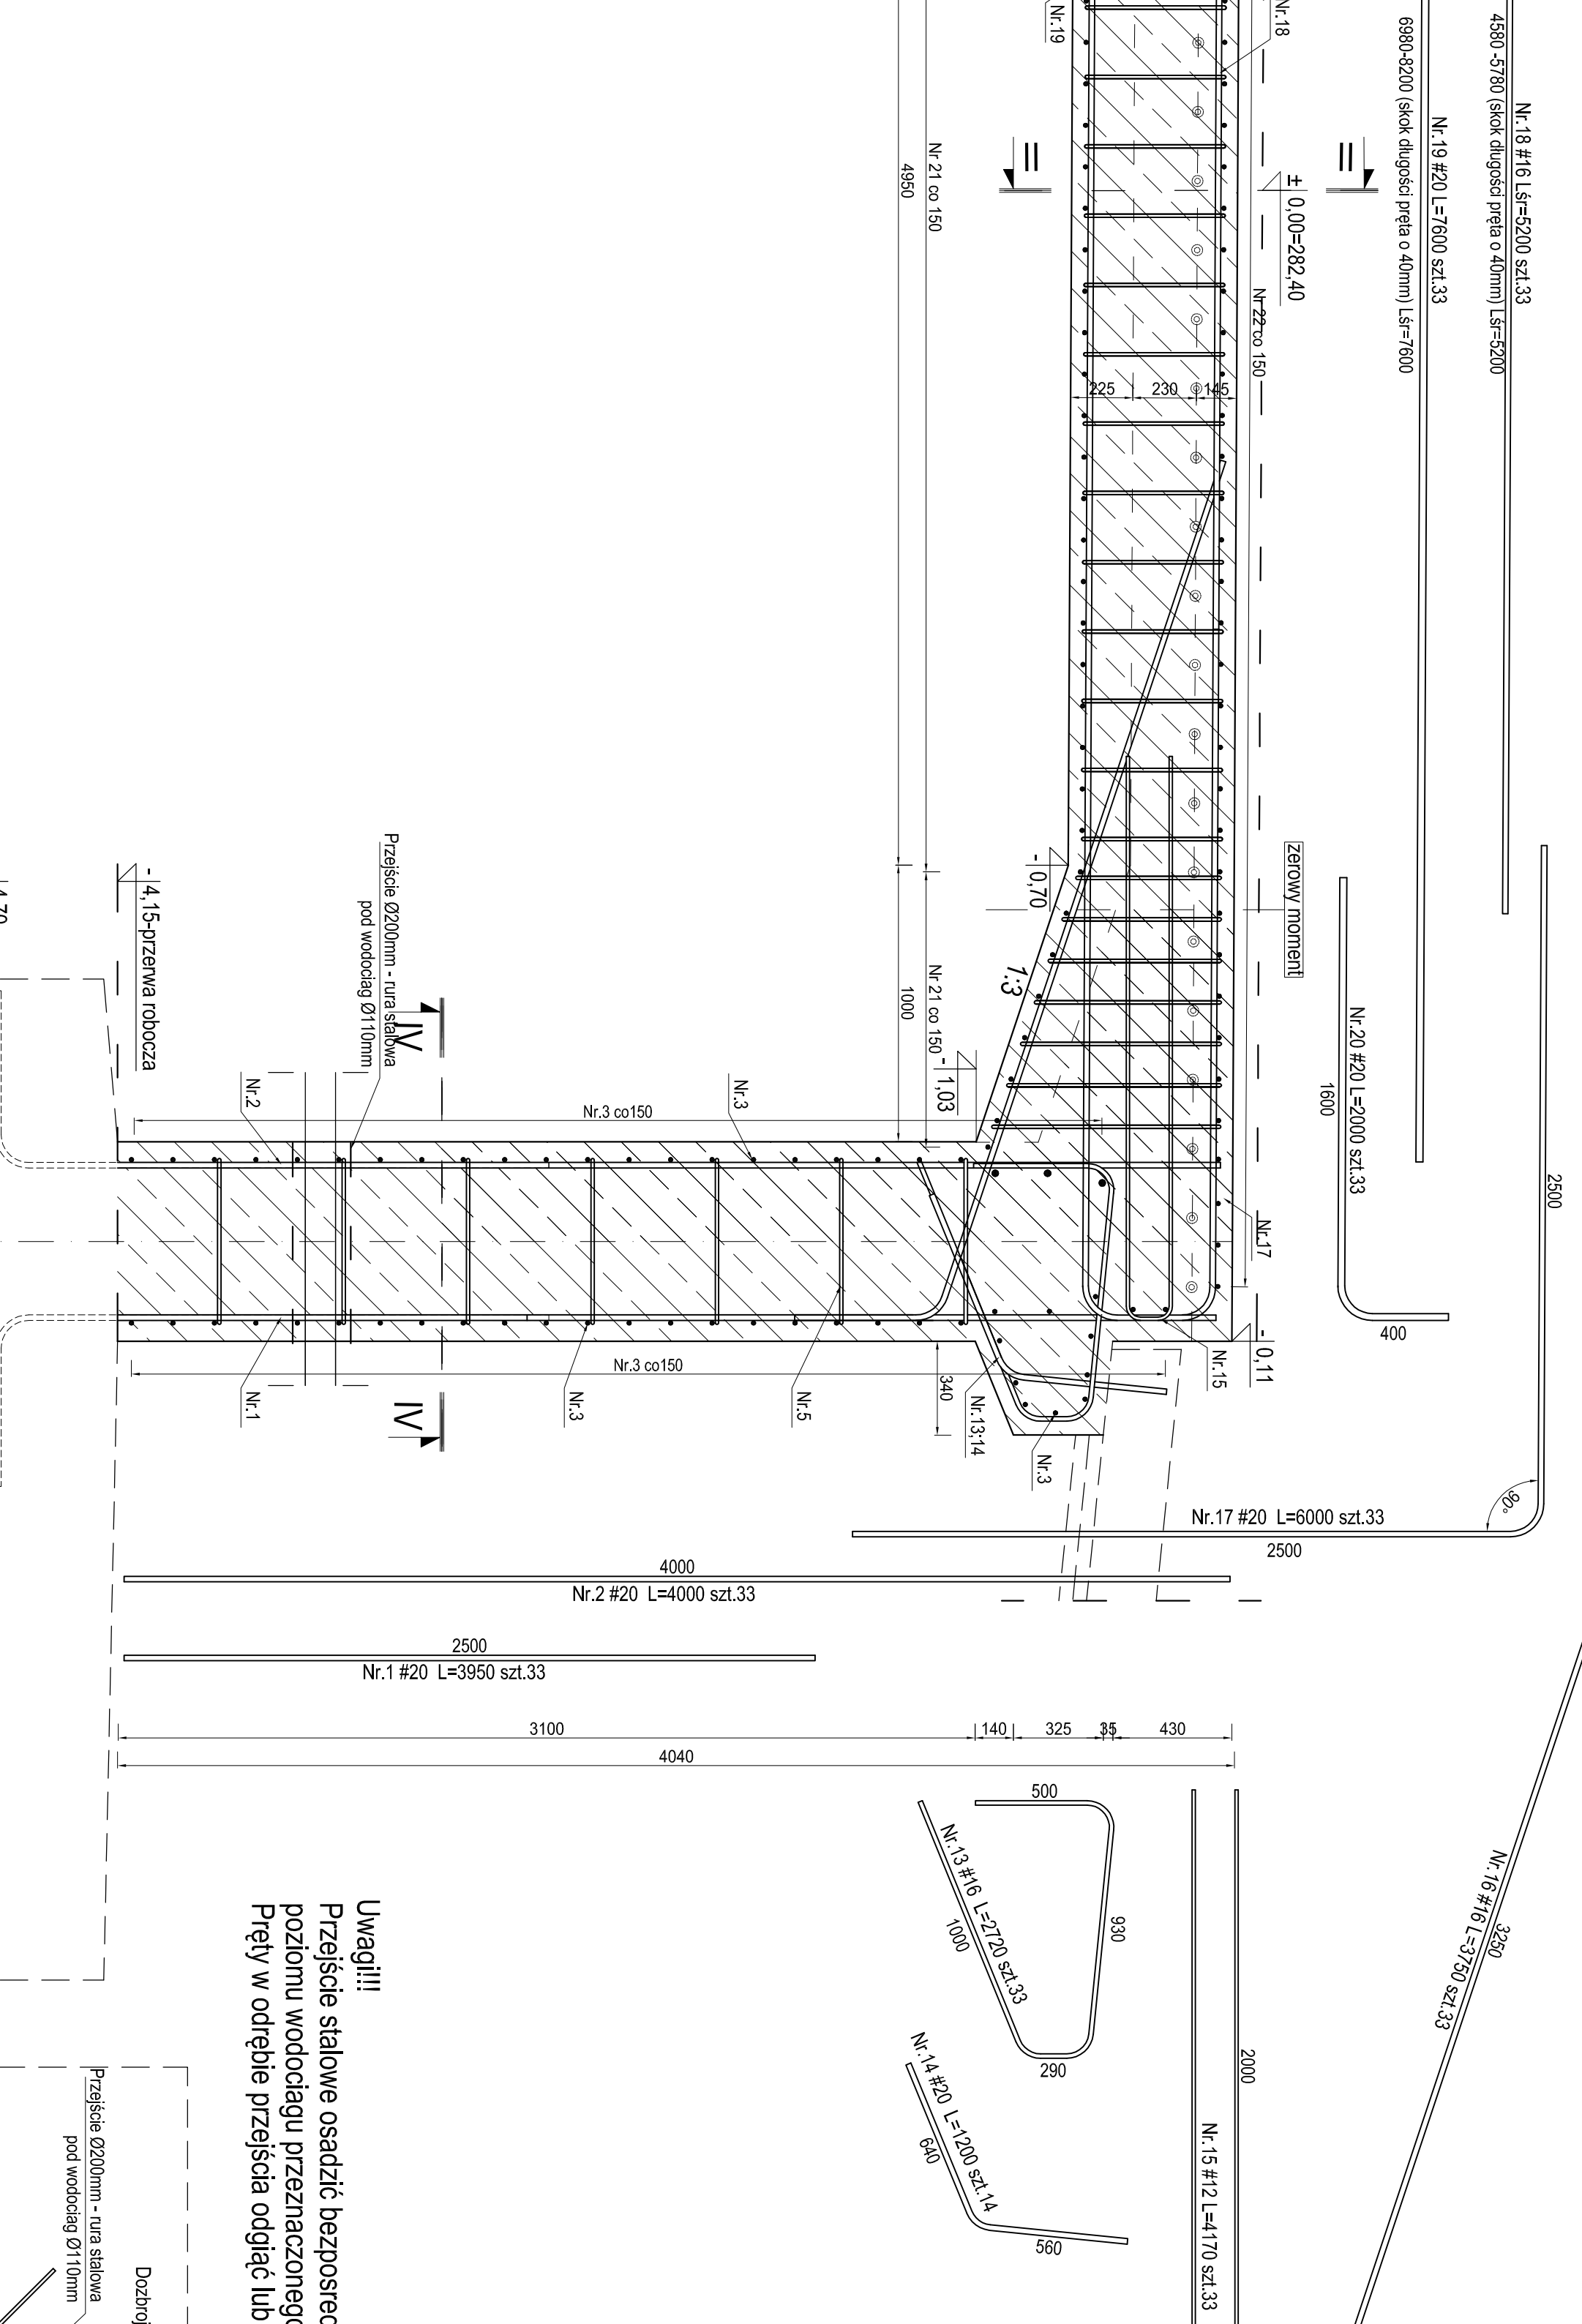 Nr.18 #16 Lśr=5200 szt.33
4580 -5780 (skok długości pręta o 40mm) Lśr=5200
Nr.19 #20 L=7600 szt.33
6980-8200 (skok długości pręta o 40mm) Lśr=7600
Nr.18
Nr.19
II
II
± 0,00=282,40
Nr 22 co 150
Nr 21 co 150
4950
225
230
145
zerowy moment
- 0,70
1:3
Nr 21 co 150
1000
- 1,03
Nr.20 #20 L=2000 szt.33
1600
400
2500
90°
Nr.17 #20 L=6000 szt.33
2500
Nr.17
- 0,11
Nr.15
- 4,15-przerwa robocza
Przejście Ø200mm - rura stalowa
pod wodociag Ø110mm
IV
IV
Nr.2
Nr.3 co150
Nr.3
Nr.1
Nr.3 co150
Nr.3
Nr.5
340
Nr.13;14
Nr.3
4000
Nr.2 #20 L=4000 szt.33
2500
Nr.1 #20 L=3950 szt.33
3100
140
325
35
430
4040
500
930
Nr.13 #16 L=2720 szt.33
1000
290
Nr.14 #20 L=1200 szt.14
640
560
2000
Nr.15 #12 L=4170 szt.33
3250
Nr.16 #16 L=3750 szt.33
Uwagi!!!
Przejście stalowe osadzić bezpośred
poziomu wodociagu przeznaczonego
Pręty w odrębie przejścia odgiąć lub
Przejście Ø200mm - rura stalowa
pod wodociag Ø110mm
Dozbroj